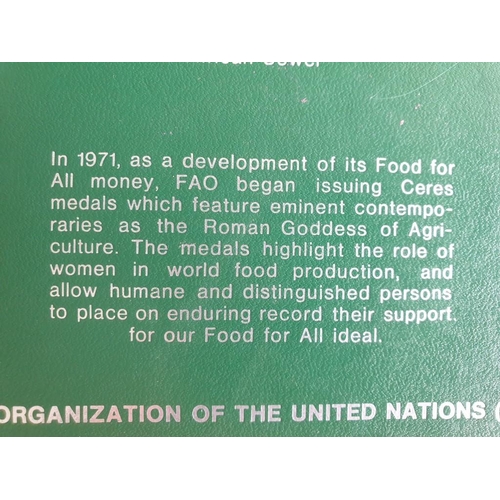 In 1971, as a development of its Food for
All money, FAO began issuing Ceres
medals which feature eminent contempo-
raries as the Roman Goddess of Agri-
culture. The medals highlight the role of
women in world food production, and
allow humane and distinguished persons
to place on enduring record their support.
for our Food for All ideal.
ORGANIZATION OF THE UNITED NATIONS (